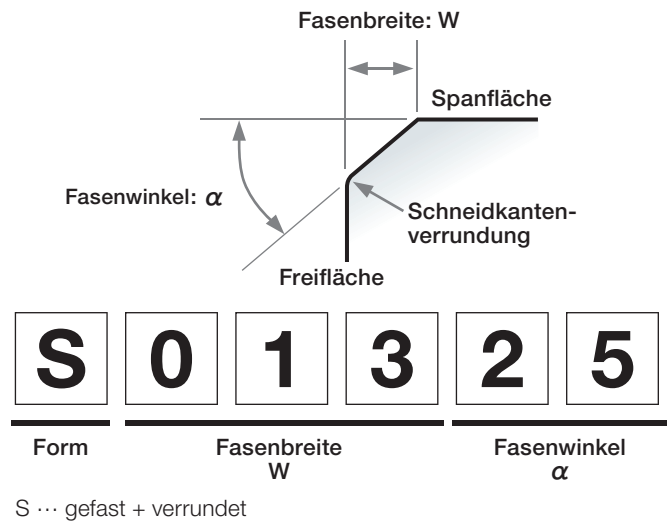 Fasenbreite: W
Spanfläche
Fasenwinkel: α
Schneidkanten-
verrundung
Freifläche
S 0 1 3 2 5
Form Fasenbreite Fasenwinkel
W α
S ··· gefast + verrundet